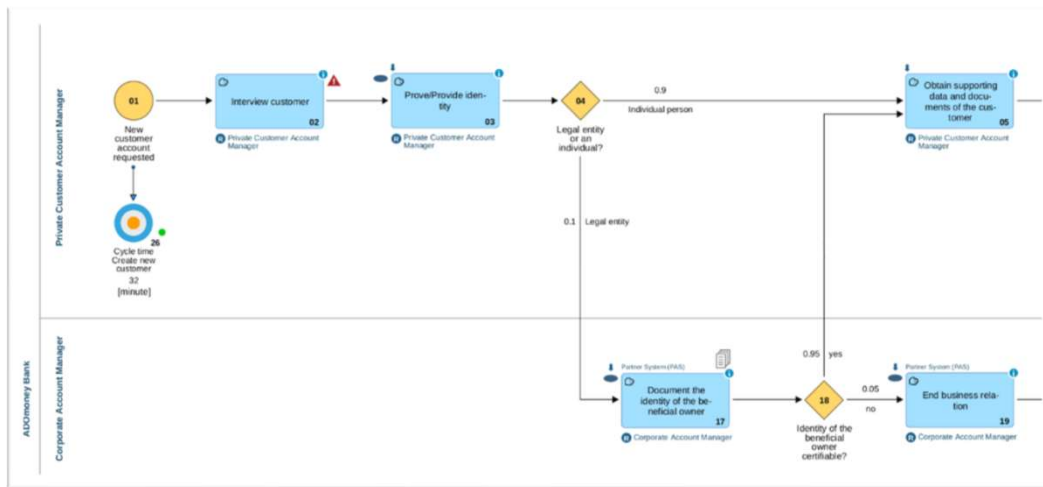 ADOmoney Bank
Private Customer Account Manager
01
New
customer
account
requested
26
Cycle time
Create new
customer
32
[minute]
Interview customer
02
R Private Customer Account
Manager
Prove/Provide iden-
tity
03
R Private Customer Account
Manager
04
Legal entity
or an
individual?
0.9
Individual person
0.1 Legal entity
Obtain supporting
data and docu-
ments of the cus-
tomer
05
R Private Customer Account
Manager
Corporate Account Manager
Partner System (PAS)
Document the
identity of the be-
neficial owner
17
R Corporate Account Manager
18
Identity of the
beneficial
owner
certifiable?
0.95 yes
0.05
no
Partner System (PAS)
End business rela-
tion
19
R Corporate Account Manager